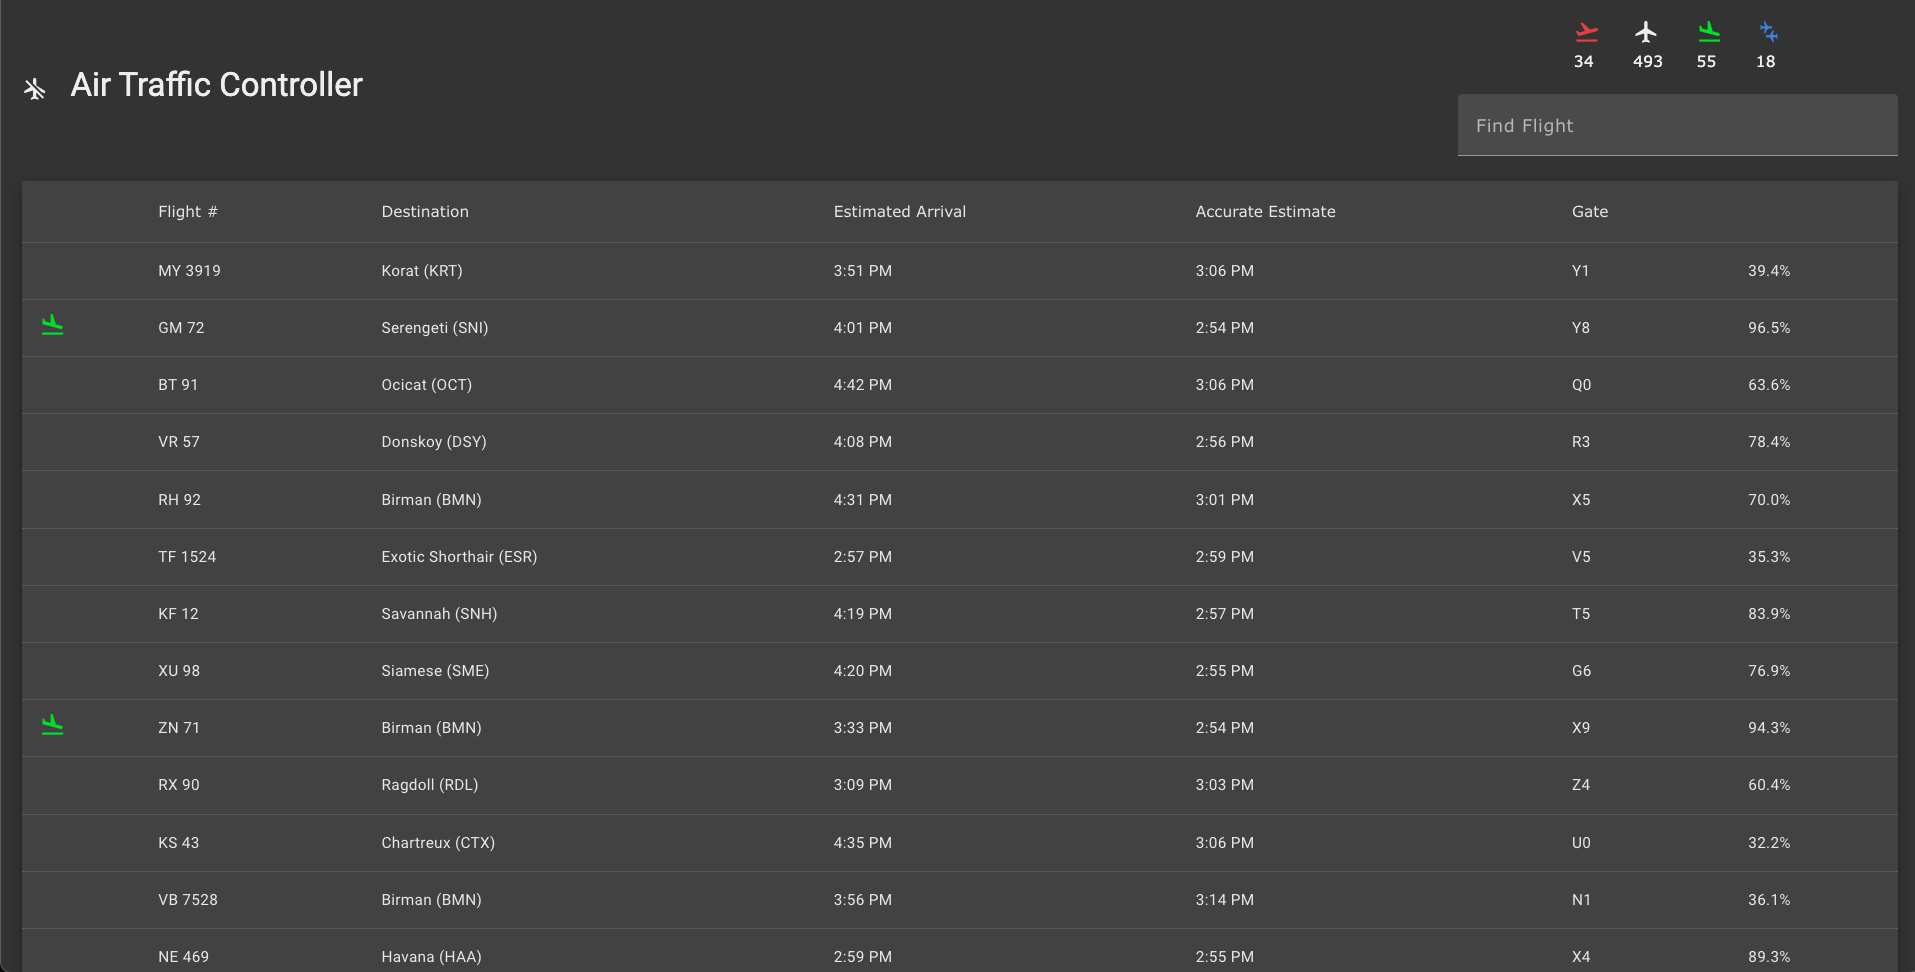 34 493 55 18
Air Traffic Controller
Find Flight
Flight # Destination Estimated Arrival Accurate Estimate Gate
MY 3919 Korat (KRT) 3:51 PM 3:06 PM Y1 39.4%
GM 72 Serengeti (SNI) 4:01 PM 2:54 PM Y8 96.5%
BT 91 Ocicat (OCT) 4:42 PM 3:06 PM Q0 63.6%
VR 57 Donskoy (DSY) 4:08 PM 2:56 PM R3 78.4%
RH 92 Birman (BMN) 4:31 PM 3:01 PM X5 70.0%
TF 1524 Exotic Shorthair (ESR) 2:57 PM 2:59 PM V5 35.3%
KF 12 Savannah (SNH) 4:19 PM 2:57 PM T5 83.9%
XU 98 Siamese (SME) 4:20 PM 2:55 PM G6 76.9%
ZN 71 Birman (BMN) 3:33 PM 2:54 PM X9 94.3%
RX 90 Ragdoll (RDL) 3:09 PM 3:03 PM Z4 60.4%
KS 43 Chartreux (CTX) 4:35 PM 3:06 PM U0 32.2%
VB 7528 Birman (BMN) 3:56 PM 3:14 PM N1 36.1%
NE 469 Havana (HAA) 2:59 PM 2:55 PM X4 89.3%